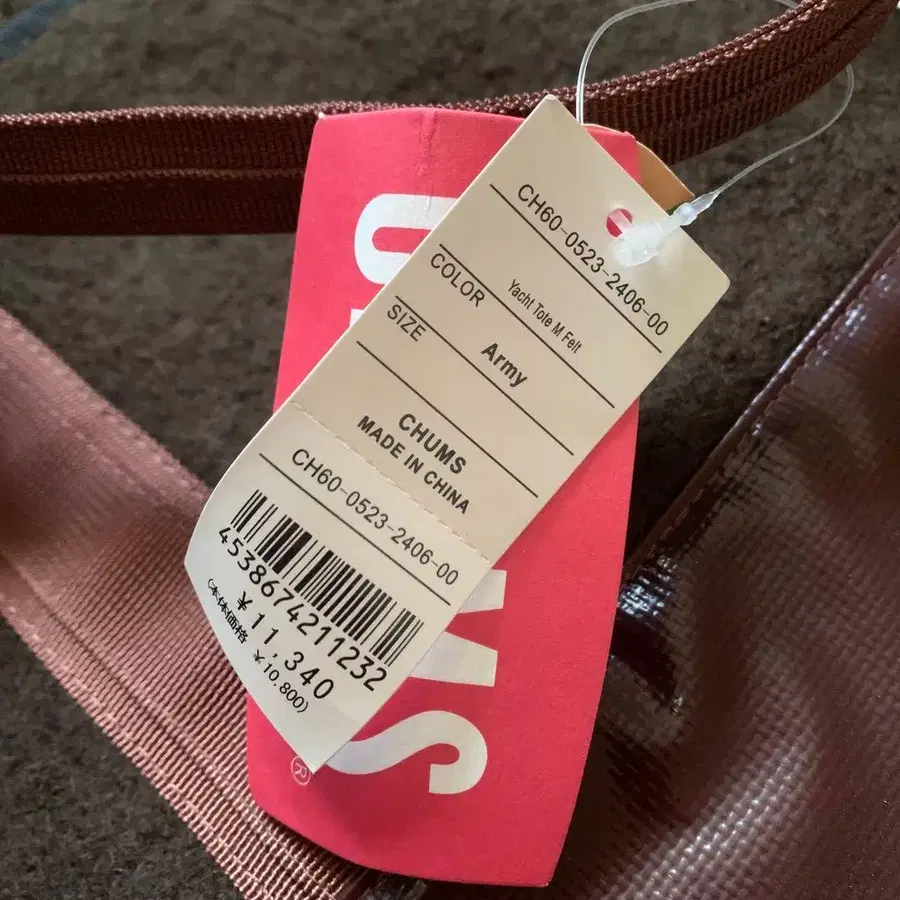 CH60-0523-2406-00
Yacht Tote M Felt
COLOR
Army
SIZE
CHUMS
MADE IN CHINA
CH60-0523-2406-00
4538674211232
¥11,340
(本体価格 ¥10,800)
MS
®